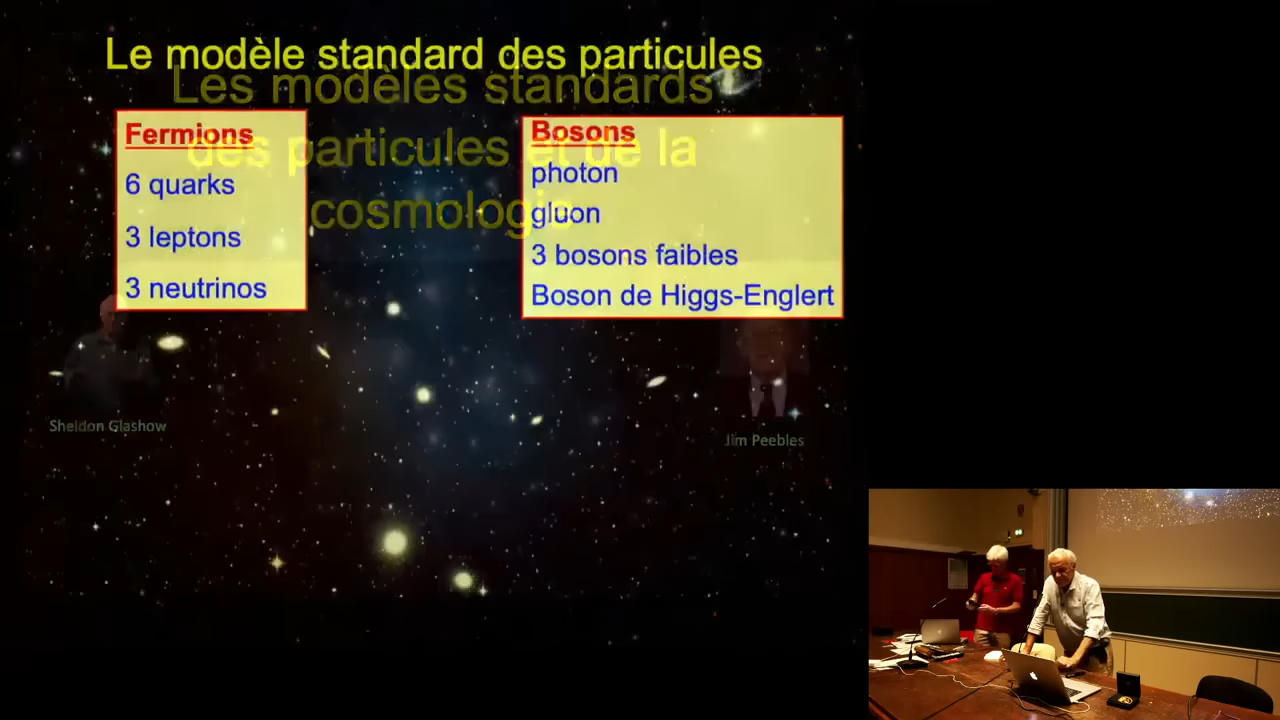 Le modèle standard des particules
Les modèles standards
des particules et de la
cosmologie
Fermions
6 quarks
3 leptons
3 neutrinos
Bosons
photon
gluon
3 bosons faibles
Boson de Higgs-Englert
Sheldon Glashow
Jim Peebles